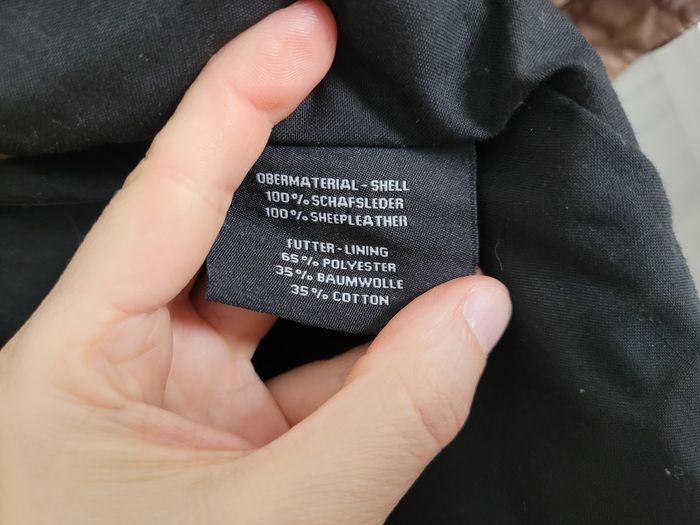 OBERMATERIAL - SHELL
100% SCHAFSLEDER
100% SHEEPLEATHER
FUTTER - LINING
65% POLYESTER
35% BAUMWOLLE
35% COTTON